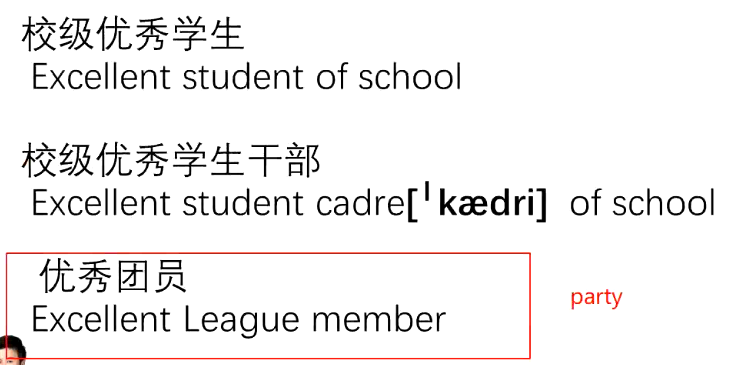 校级优秀学生
Excellent student of school
校级优秀学生干部
Excellent student cadre[ˈkædri] of school
优秀团员
Excellent League member
party